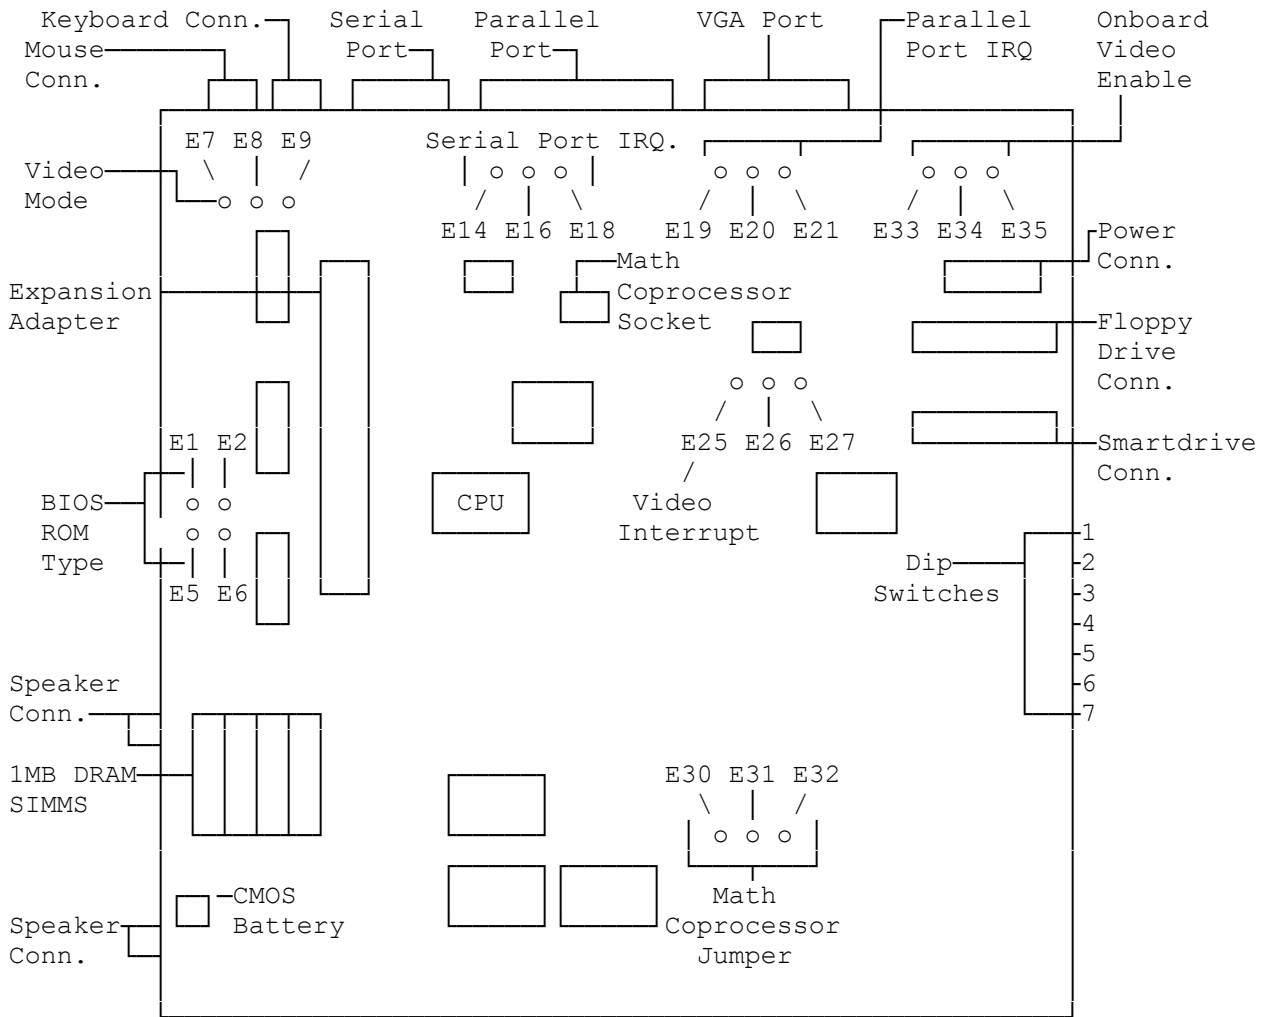 Keyboard Conn. Serial Parallel VGA Port Parallel Onboard
Mouse Port Port Port IRQ Video
Conn. Enable
E7 E8 E9 Serial Port IRQ.
Video
Mode
E14 E16 E18 E19 E20 E21 E33 E34 E35 Power
Math Conn.
Expansion Coprocessor
Adapter Socket Floppy
Drive
Conn.
E1 E2 E25 E26 E27 Smartdrive
Conn.
BIOS CPU Video
ROM Interrupt 1
Type Dip 2
E5 E6 Switches 3
4
5
Speaker 6
Conn. 7
1MB DRAM E30 E31 E32
SIMMS
CMOS Math
Speaker Battery Coprocessor
Conn. Jumper